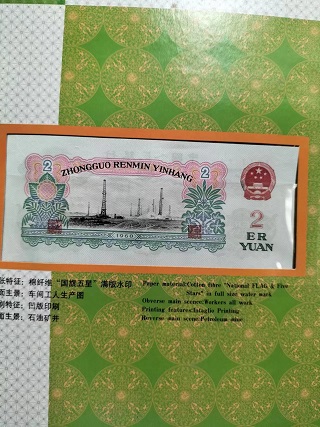 2
ZHONGGUO RENMIN YINHANG
2
1960
2
ER
YUAN
张特征：棉纤维“国旗五星”满版水印
面主景：车间工人生产图
刷特征：凹版印刷
面主景：石油矿井
Paper material:Cotton fibre "National FLAG & Five
Stars" in full size water mark
Obverse main scenes:Workers all work
Printing features:Intaglio Printing
Reverse main scene:Petroleum mine